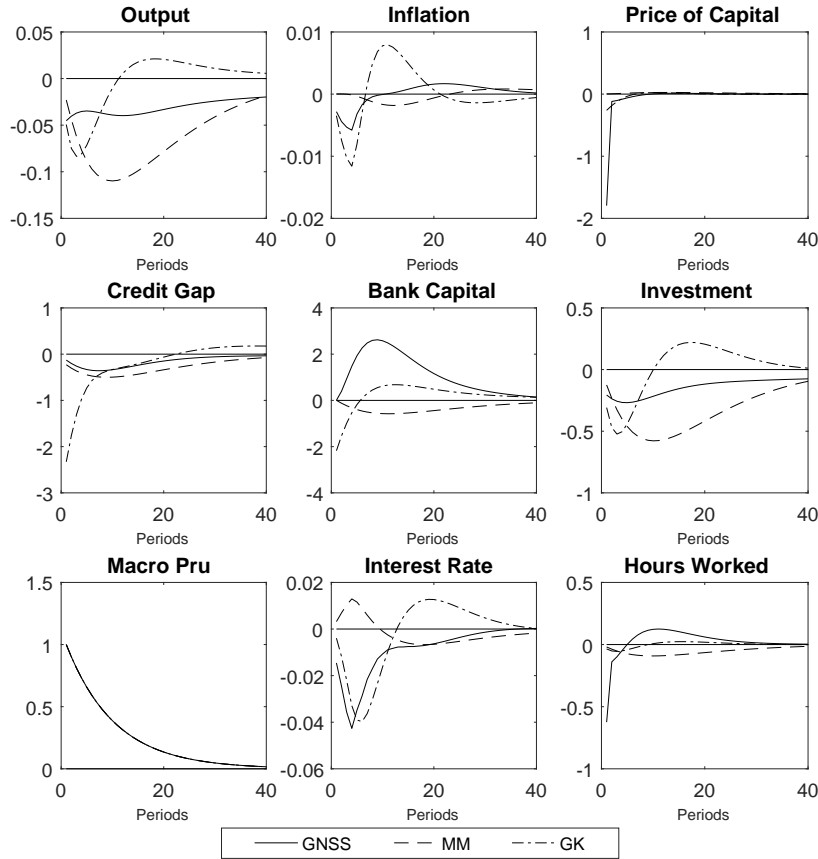 Output
Inflation
Price of Capital
0.05
0
-0.05
-0.1
-0.15
0.01
0
-0.01
-0.02
1
0
-1
-2
0 20 40
0 20 40
0 20 40
Periods
Periods
Periods
Credit Gap
Bank Capital
Investment
1
0
-1
-2
-3
4
2
0
-2
-4
0.5
0
-0.5
-1
0 20 40
0 20 40
0 20 40
Periods
Periods
Periods
Macro Pru
Interest Rate
Hours Worked
1.5
1
0.5
0
0.02
0
-0.02
-0.04
-0.06
0.5
0
-0.5
-1
0 20 40
0 20 40
0 20 40
Periods
Periods
Periods
GNSS MM GK